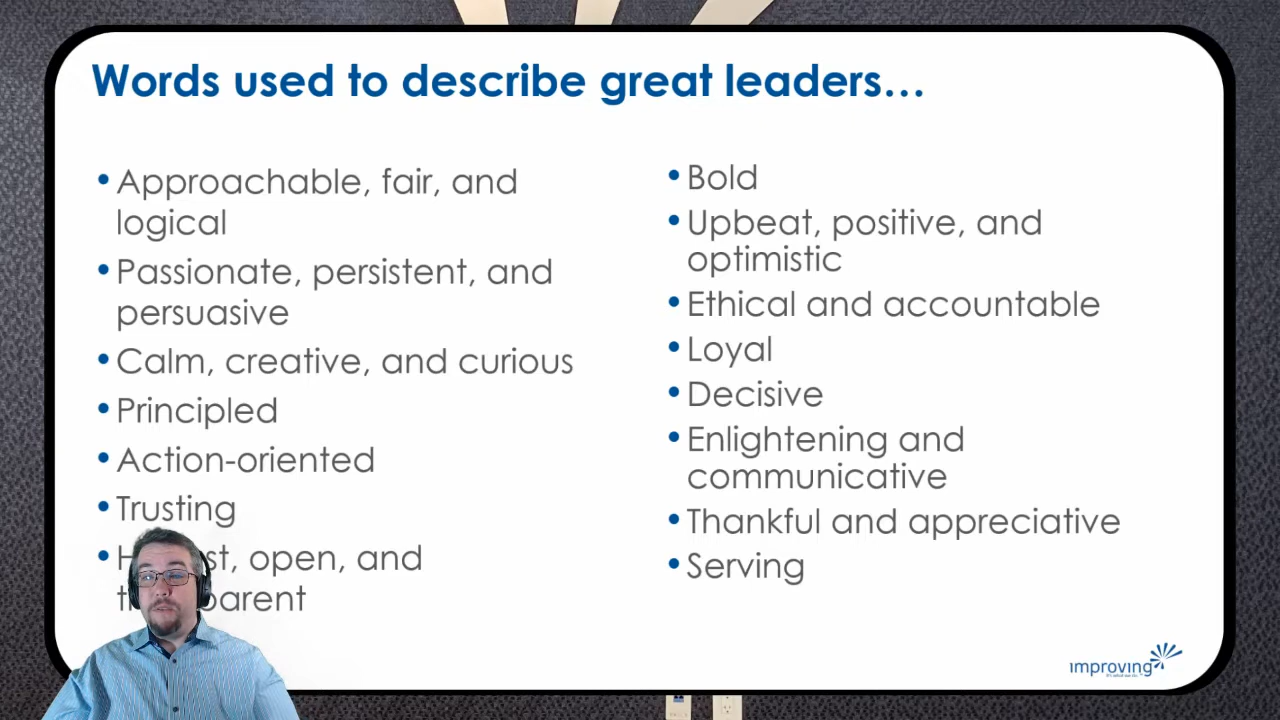 Words used to describe great leaders...
• Approachable, fair, and
logical
• Passionate, persistent, and
persuasive
• Calm, creative, and curious
• Principled
• Action-oriented
• Trusting
• st, open, and
parent
• Bold
• Upbeat, positive, and
optimistic
• Ethical and accountable
• Loyal
• Decisive
• Enlightening and
communicative
• Thankful and appreciative
• Serving
improving